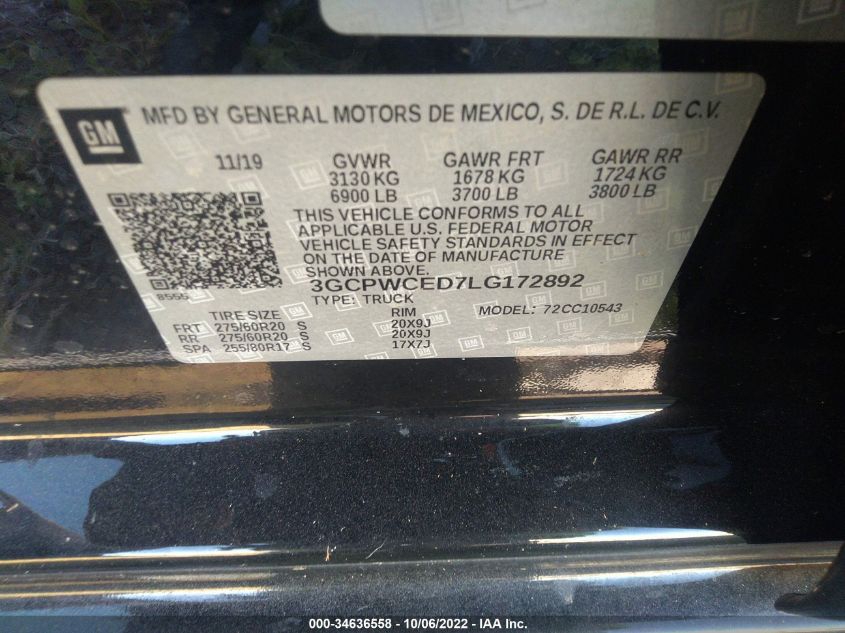 GM
MFD BY GENERAL MOTORS DE MEXICO, S. DE R.L. DE C.V.
11/19 GVWR GAWR FRT GAWR RR
3130 KG 1678 KG 1724 KG
6900 LB 3700 LB 3800 LB
THIS VEHICLE CONFORMS TO ALL
APPLICABLE U.S. FEDERAL MOTOR
VEHICLE SAFETY STANDARDS IN EFFECT
ON THE DATE OF MANUFACTURE
SHOWN ABOVE.
8555 3GCPWCED7LG172892
TYPE: TRUCK MODEL: 72CC10543
TIRE SIZE RIM
FRT 275/60R20 S 20X9J
RR 275/60R20 S 20X9J
SPA 255/80R17 S 17X7J
000-34636558 - 10/06/2022 - IAA Inc.